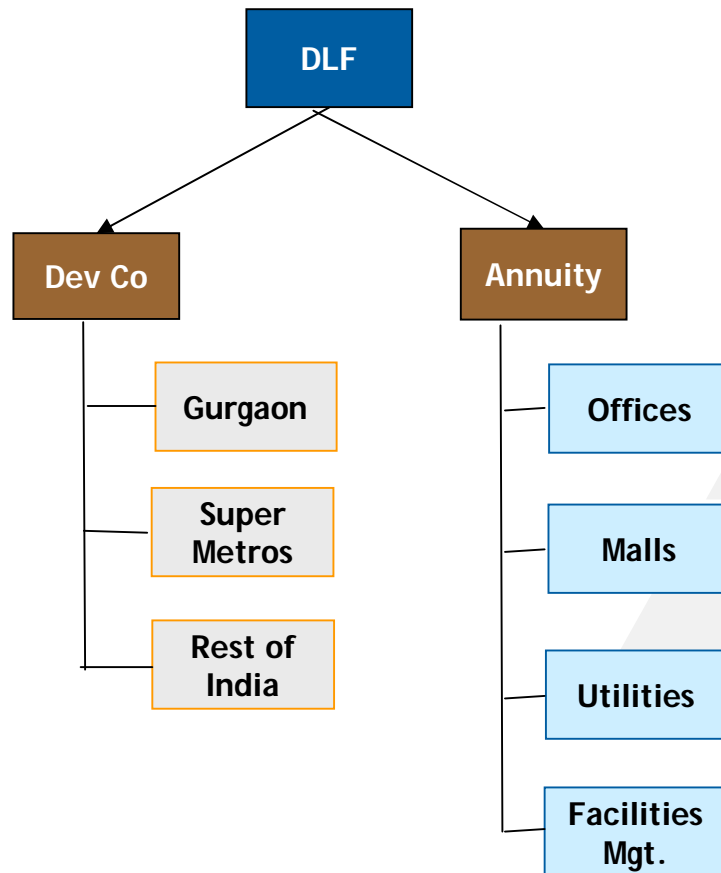 DLF
Dev Co
Annuity
Gurgaon
Super
Metros
Rest of
India
Offices
Malls
Utilities
Facilities
Mgt.